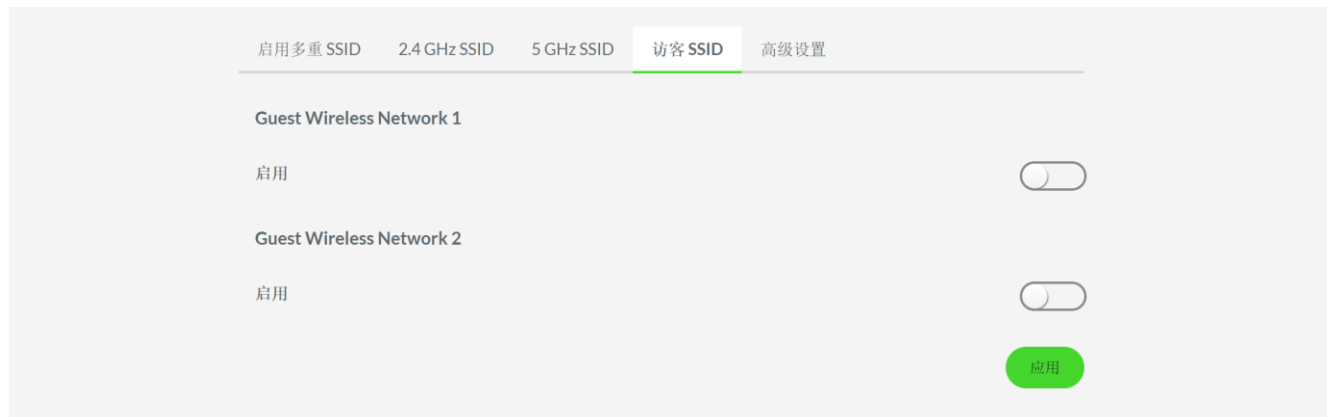 启用多重 SSID 2.4 GHz SSID 5 GHz SSID 访客 SSID 高级设置
Guest Wireless Network 1
启用
Guest Wireless Network 2
启用
应用